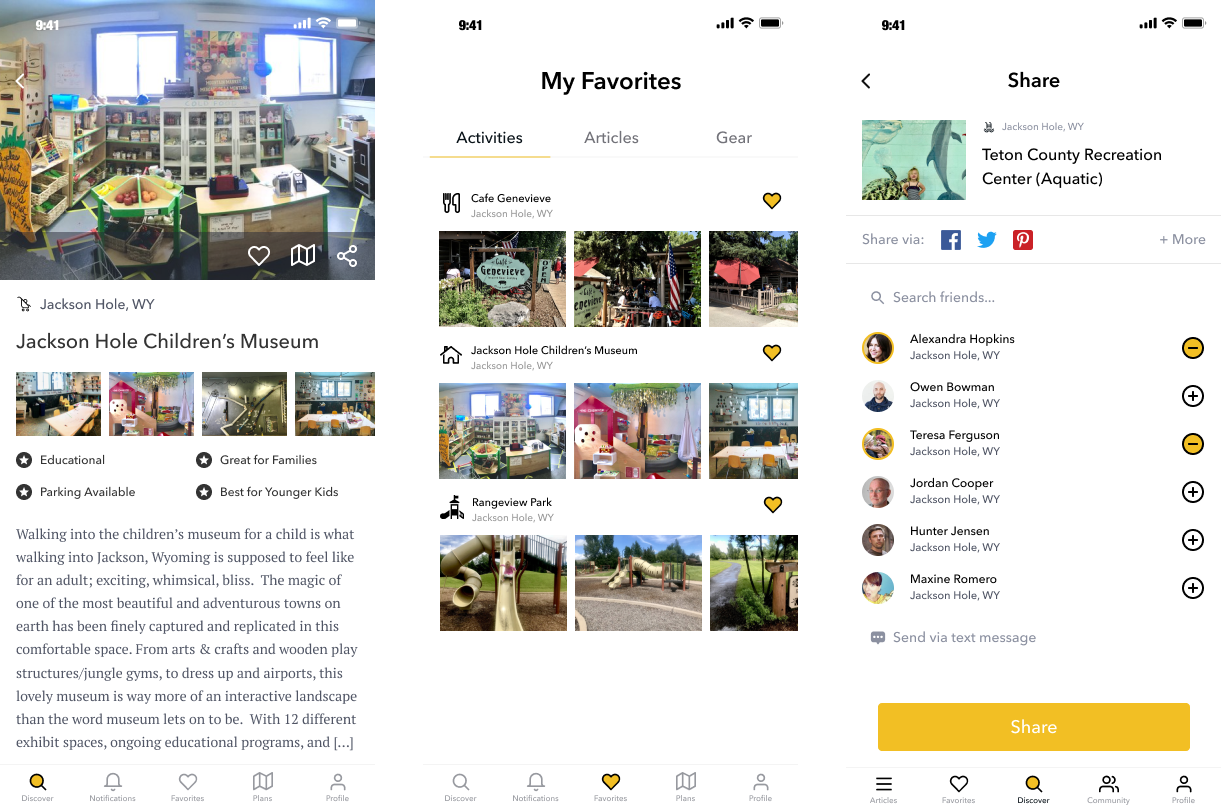 9:41
Jackson Hole, WY
Jackson Hole Children’s Museum
Educational
Great for Families
Parking Available
Best for Younger Kids
Walking into the children’s museum for a child is what
walking into Jackson, Wyoming is supposed to feel like
for an adult; exciting, whimsical, bliss.  The magic of
one of the most beautiful and adventurous towns on
earth has been finely captured and replicated in this
comfortable space. From arts & crafts and wooden play
structures/jungle gyms, to dress up and airports, this
lovely museum is way more of an interactive landscape
than the word museum lets on to be.  With 12 different
exhibit spaces, ongoing educational programs, and [...]
Discover
Notifications
Favorites
Plans
Profile
9:41
My Favorites
Activities
Articles
Gear
Cafe Genevieve
Jackson Hole, WY
Café
Genevieve
OPEN
Café
Genevieve
Jackson Hole Children’s Museum
Jackson Hole, WY
Rangeview Park
Jackson Hole, WY
Discover
Notifications
Favorites
Plans
Profile
9:41
Share
Jackson Hole, WY
Teton County Recreation
Center (Aquatic)
Share via:
+ More
Search friends...
Alexandra Hopkins
Jackson Hole, WY
Owen Bowman
Jackson Hole, WY
Teresa Ferguson
Jackson Hole, WY
Jordan Cooper
Jackson Hole, WY
Hunter Jensen
Jackson Hole, WY
Maxine Romero
Jackson Hole, WY
Send via text message
Share
Articles
Favorites
Discover
Community
Profile